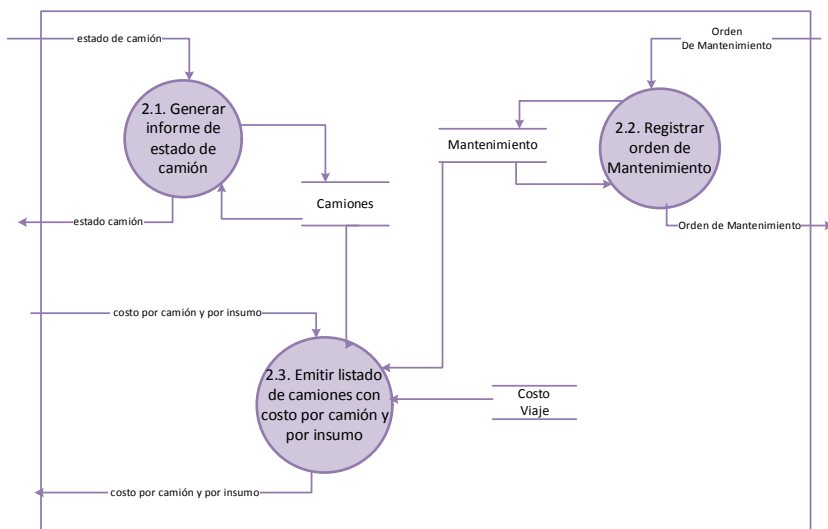 estado de camión
Orden
De Mantenimiento
2.1. Generar
informe de
estado de
camión
2.2. Registrar
orden de
Mantenimiento
Mantenimiento
Camiones
estado camión
Orden de Mantenimiento
costo por camión y por insumo
2.3. Emitir listado
de camiones con
costo por camión y
por insumo
Costo
Viaje
costo por camión y por insumo